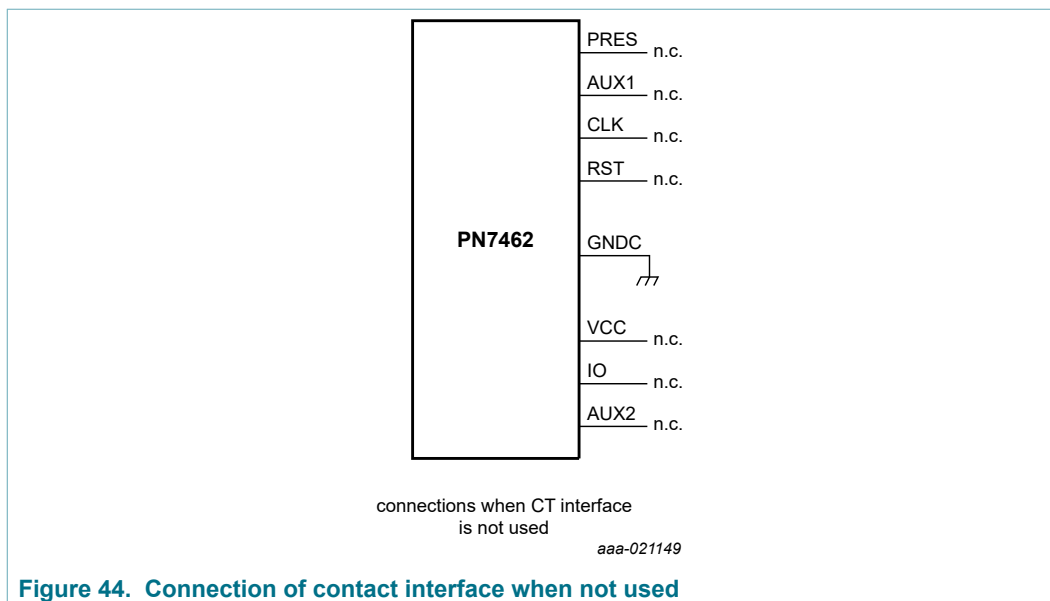 PRES
n.c.
AUX1
n.c.
CLK
n.c.
RST
n.c.
PN7462
GNDC
VCC
n.c.
IO
n.c.
AUX2
n.c.
connections when CT interface
is not used
aaa-021149
Figure 44. Connection of contact interface when not used